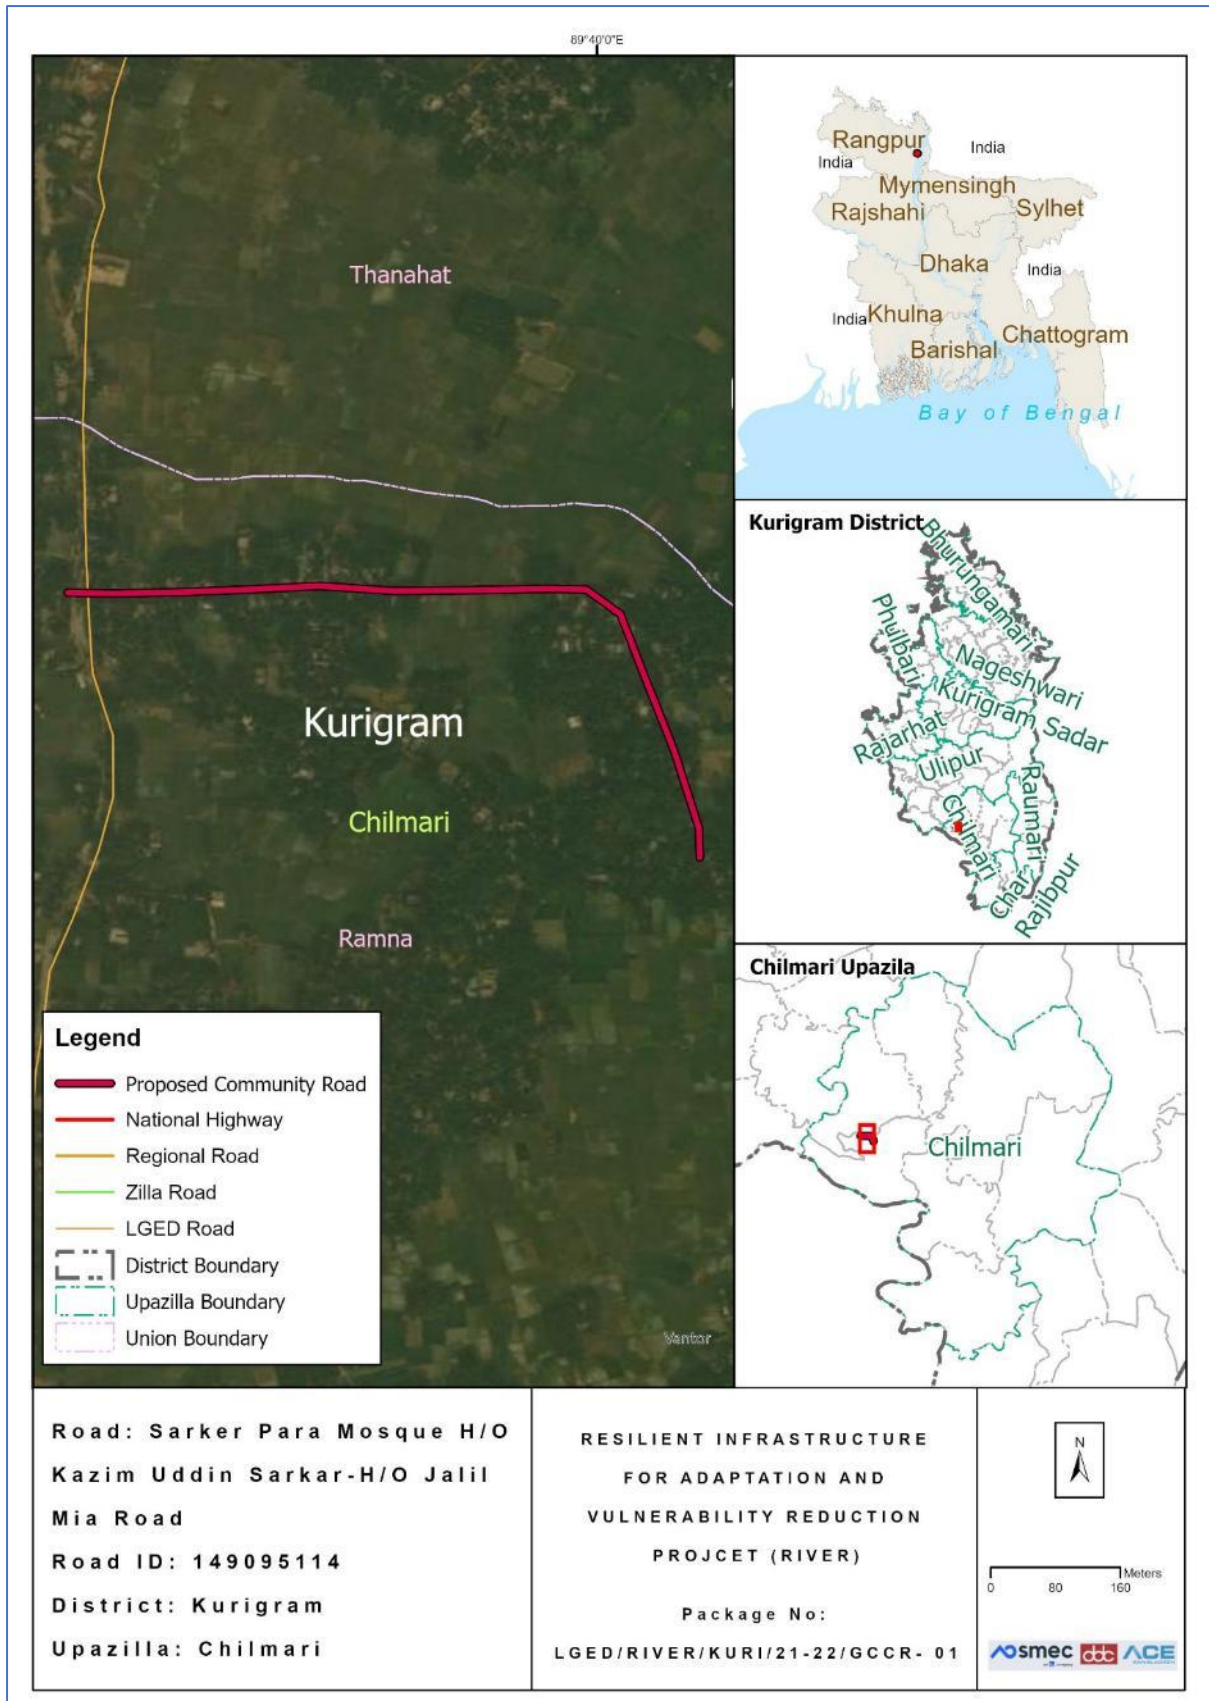 89°40'0"E
Thanahat
Kurigram
Chilmari
Ramna
Vantor
Legend
Proposed Community Road
National Highway
Regional Road
Zilla Road
LGED Road
District Boundary
Upazilla Boundary
Union Boundary
Rangpur
India
India
Mymensingh
Rajshahi
Sylhet
Dhaka
India
India
Khulna
Chattogram
Barishal
Bay of Bengal
Kurigram District
Bhurungamari
Phulbari
Nageshwari
Kurigram Sadar
Rajarhat
Ulipur
Raumari
Chilmari
Char
Rajibpur
Chilmari Upazila
Chilmari
Road: Sarker Para Mosque H/O
Kazim Uddin Sarkar-H/O Jalil
Mia Road
Road ID: 149095114
District: Kurigram
Upazilla: Chilmari
RESILIENT INFRASTRUCTURE
FOR ADAPTATION AND
VULNERABILITY REDUCTION
PROJCET (RIVER)
Package No:
LGED/RIVER/KURI/21-22/GCCR- 01
N
Meters
0 80 160
smec
ddc
ACE